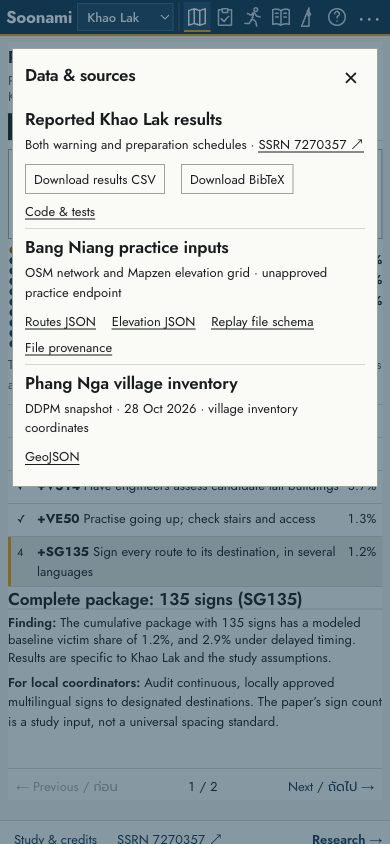 Soonami Khao Lak
Data & sources
Reported Khao Lak results
Both warning and preparation schedules · SSRN 7270357 ↗
Download results CSV Download BibTeX
Code & tests
Bang Niang practice inputs
OSM network and Mapzen elevation grid · unapproved
practice endpoint
Routes JSON Elevation JSON Replay file schema
File provenance
Phang Nga village inventory
DDPM snapshot · 28 Oct 2026 · village inventory
coordinates
GeoJSON
✓ +VE50 Practise going up; check stairs and access 1.3%
4 +SG135 Sign every route to its destination, in several 1.2%
languages
Complete package: 135 signs (SG135)
Finding: The cumulative package with 135 signs has a modeled
baseline victim share of 1.2%, and 2.9% under delayed timing.
Results are specific to Khao Lak and the study assumptions.
For local coordinators: Audit continuous, locally approved
multilingual signs to designated destinations. The paper's sign count
is a study input, not a universal spacing standard.
← Previous / ก่อน 1 / 2 Next / ถัดไป →
Study & credits SSRN 7270357 ↗ Research →